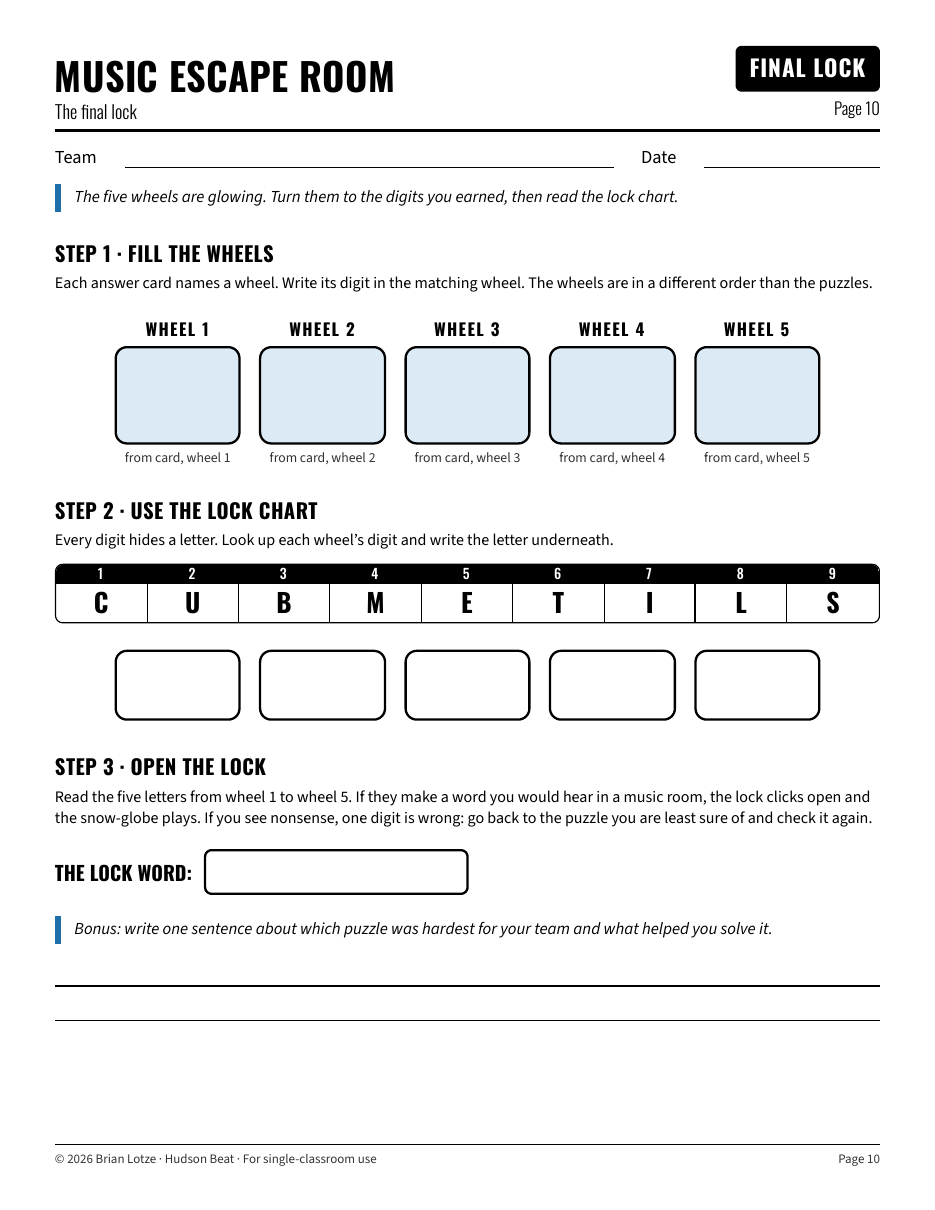 MUSIC ESCAPE ROOM
FINAL LOCK
The final lock
Page 10
Team
Date
The five wheels are glowing. Turn them to the digits you earned, then read the lock chart.
STEP 1 · FILL THE WHEELS
Each answer card names a wheel. Write its digit in the matching wheel. The wheels are in a different order than the puzzles.
WHEEL 1 WHEEL 2 WHEEL 3 WHEEL 4 WHEEL 5
from card, wheel 1 from card, wheel 2 from card, wheel 3 from card, wheel 4 from card, wheel 5
STEP 2 · USE THE LOCK CHART
Every digit hides a letter. Look up each wheel’s digit and write the letter underneath.
1 2 3 4 5 6 7 8 9
C U B M E T I L S
STEP 3 · OPEN THE LOCK
Read the five letters from wheel 1 to wheel 5. If they make a word you would hear in a music room, the lock clicks open and
the snow-globe plays. If you see nonsense, one digit is wrong: go back to the puzzle you are least sure of and check it again.
THE LOCK WORD:
Bonus: write one sentence about which puzzle was hardest for your team and what helped you solve it.
© 2026 Brian Lotze · Hudson Beat · For single-classroom use
Page 10